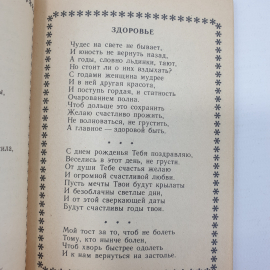 ЗДОРОВЬЕ
Чудес на свете не бывает,
И юность не вернуть назад,
А годы, словно льдинки, тают,
Но стоит ли о них вздыхать?
С годами женщина мудрее
И в ней другая красота,
И поступь гордая, и статность
Очарованием полна.
Чтоб дольше это сохранить
Желаю счастливо прожить,
Не волноваться, не грустить,
А главное — здоровой быть.
* * *
С днем рожденья Тебя поздравляю,
Веселись в этот день, не грусти.
От души Тебе счастья желаю
И огромной счастливой любви.
Пусть мечты Твои будут крылаты
И безоблачны светлые дни,
И от этой сверкающей даты
Будут счастливы годы твои.
* * *
Мой тост за то, чтоб не болеть
Тому, кто нынче болен,
Чтоб хворь быстрее одолеть
И к нам вернуться на застолье.